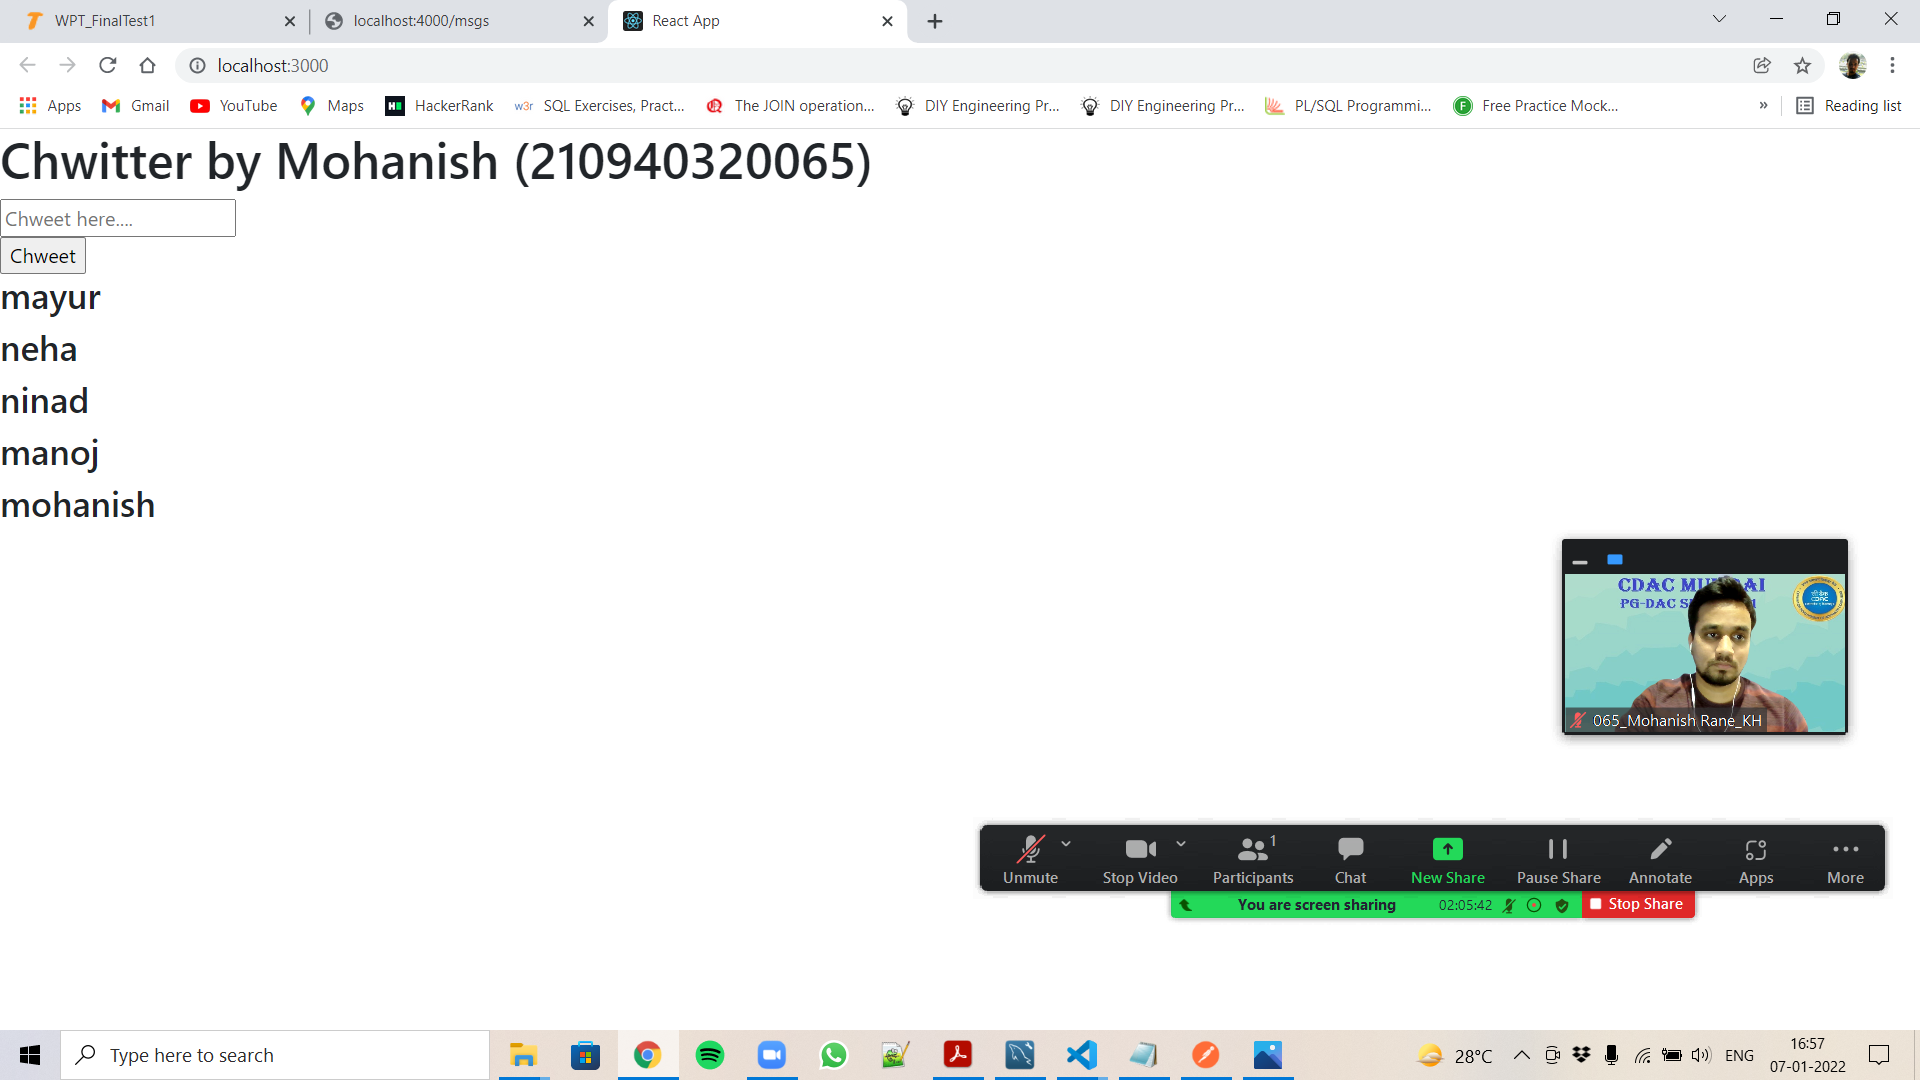 WPT_FinalTest1
localhost:4000/msgs
React App
localhost:3000
Apps
Gmail
YouTube
Maps
HackerRank
w3r
SQL Exercises, Pract...
The JOIN operation...
DIY Engineering Pr...
DIY Engineering Pr...
PL/SQL Programmi...
Free Practice Mock...
»
Reading list
Chwitter by Mohanish (210940320065)
Chweet here....
Chweet
mayur
neha
ninad
manoj
mohanish
CDAC
PG-DAC
CDAC
065_Mohanish Rane_KH
Unmute
Stop Video
1
Participants
Chat
New Share
Pause Share
Annotate
Apps
More
You are screen sharing
02:05:42
Stop Share
Type here to search
28°C
ENG
16:57
07-01-2022